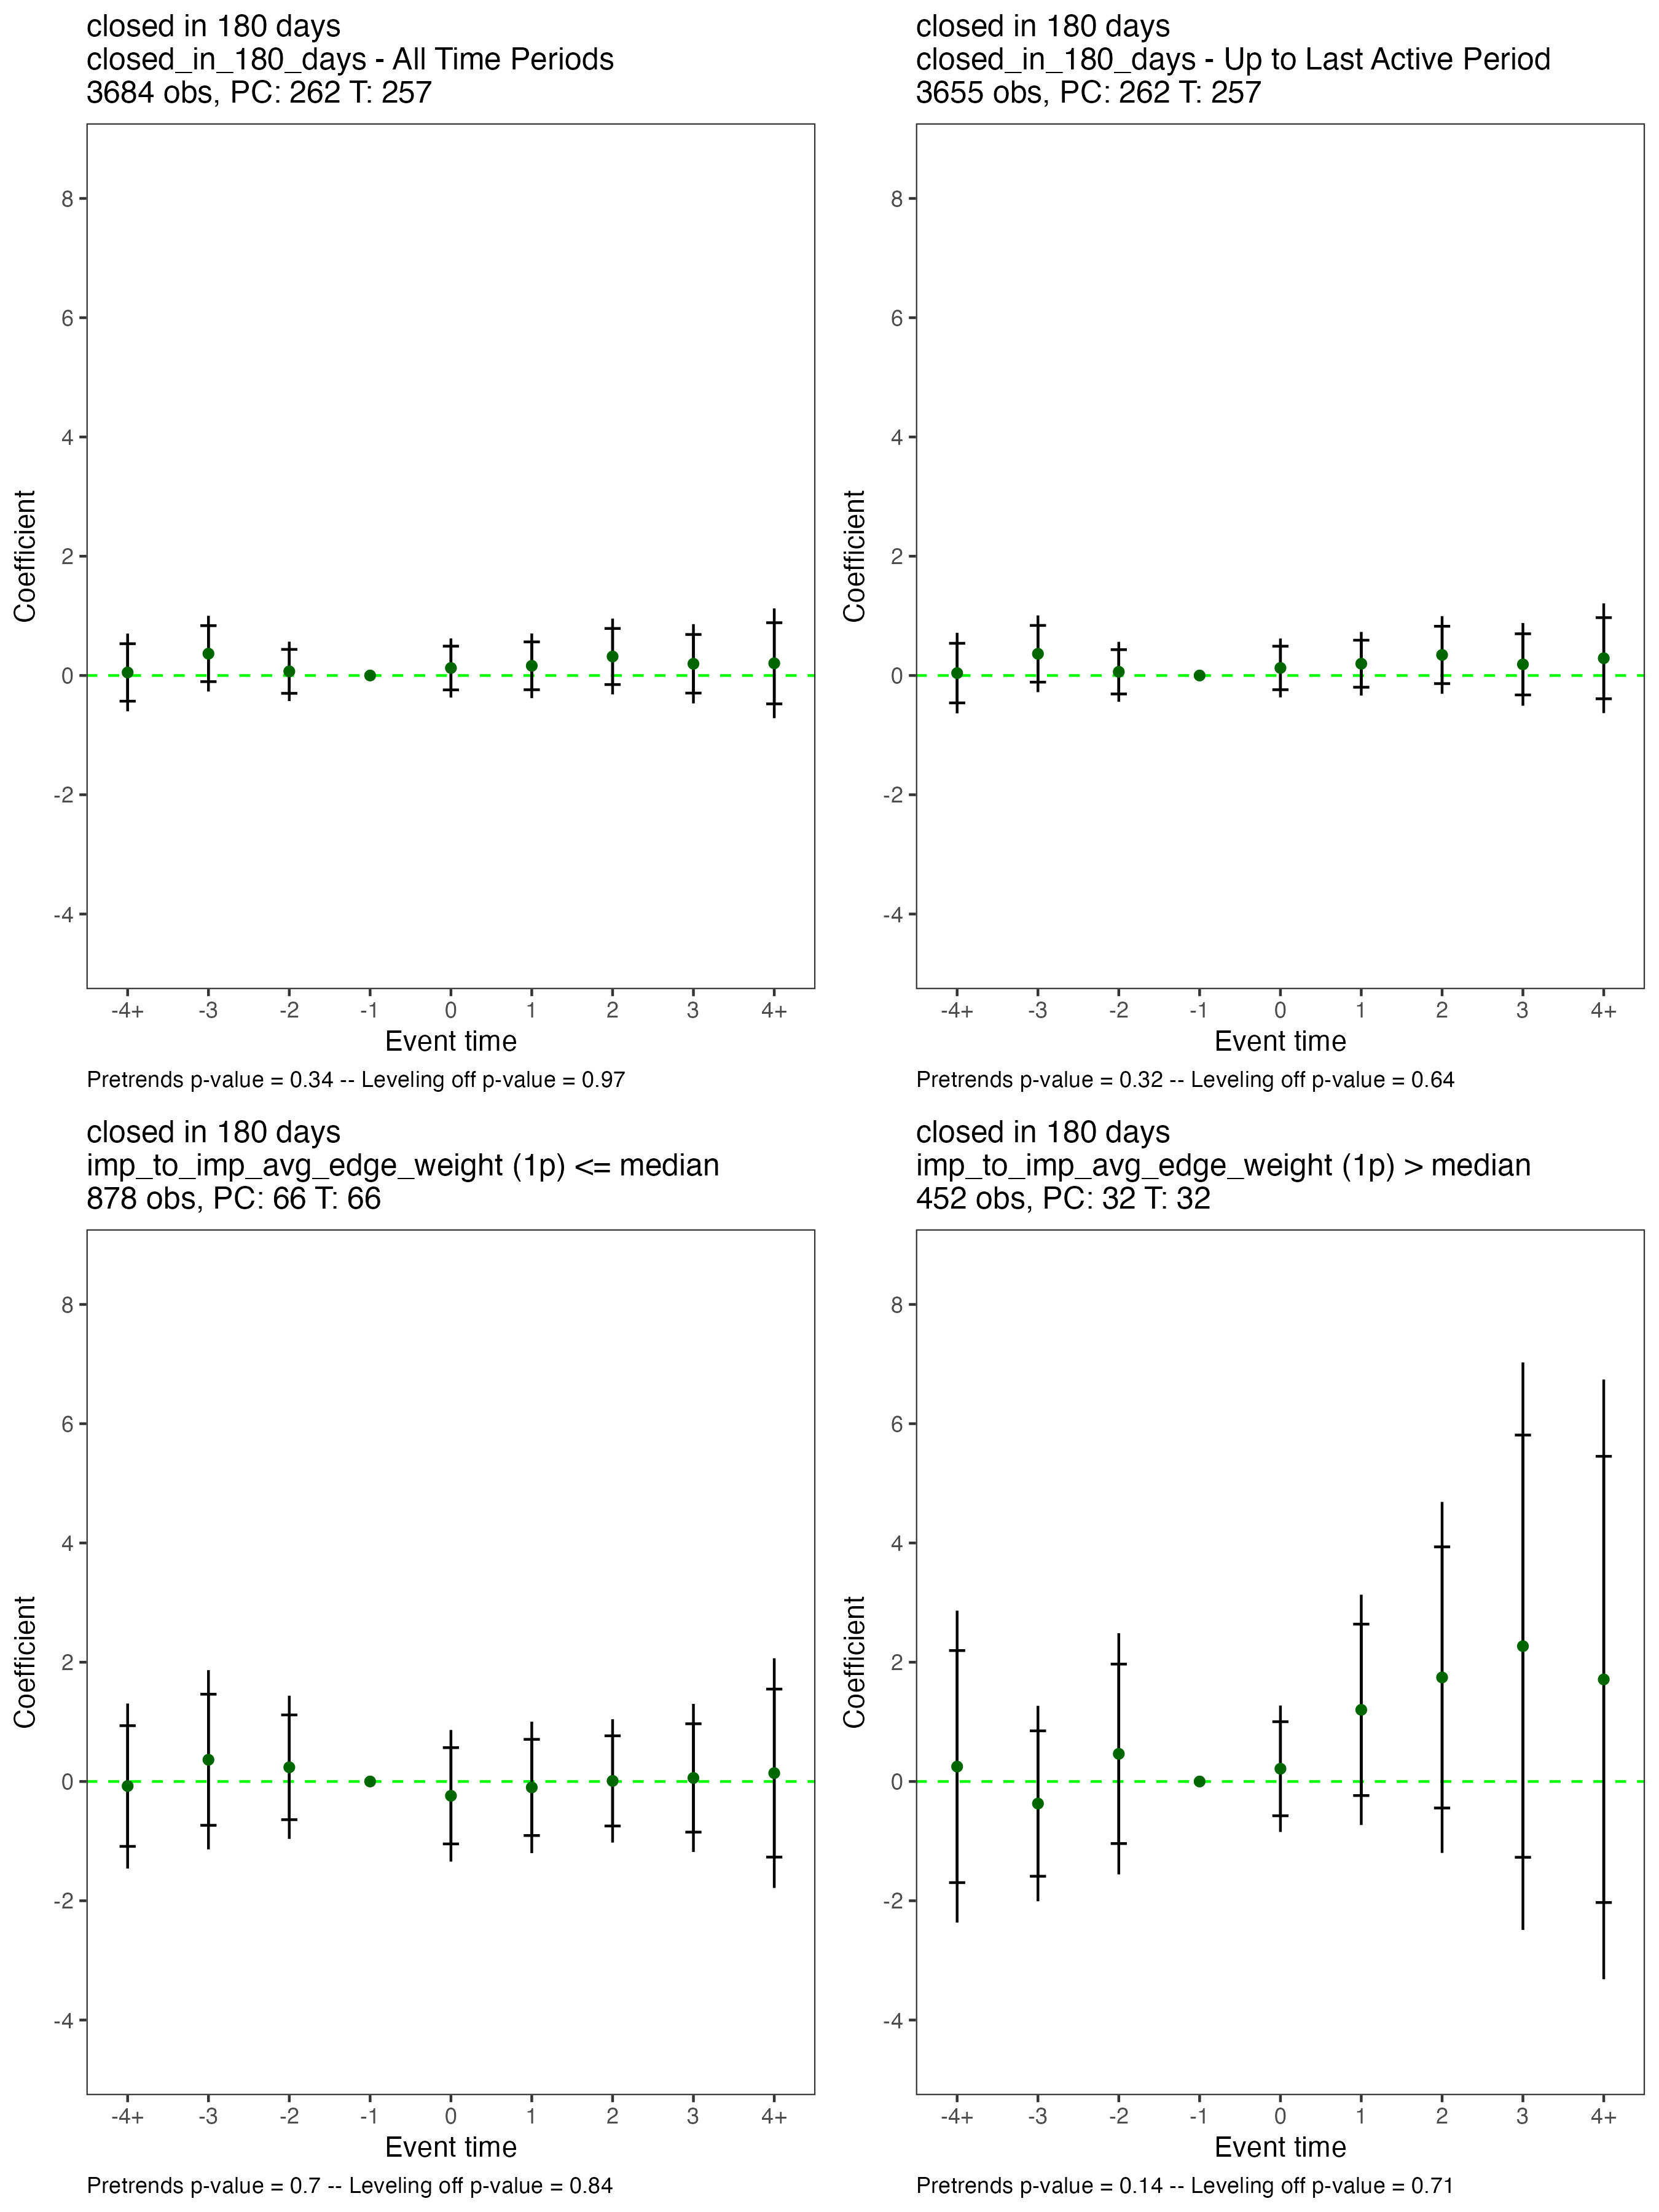 closed in 180 days
closed_in_180_days - All Time Periods
3684 obs, PC: 262 T: 257
Coefficient
8
6
4
2
0
-2
-4
-4+ -3 -2 -1 0 1 2 3 4+
Event time
Pretrends p-value = 0.34 -- Leveling off p-value = 0.97
closed in 180 days
closed_in_180_days - Up to Last Active Period
3655 obs, PC: 262 T: 257
Coefficient
8
6
4
2
0
-2
-4
-4+ -3 -2 -1 0 1 2 3 4+
Event time
Pretrends p-value = 0.32 -- Leveling off p-value = 0.64
closed in 180 days
imp_to_imp_avg_edge_weight (1p) <= median
878 obs, PC: 66 T: 66
Coefficient
8
6
4
2
0
-2
-4
-4+ -3 -2 -1 0 1 2 3 4+
Event time
Pretrends p-value = 0.7 -- Leveling off p-value = 0.84
closed in 180 days
imp_to_imp_avg_edge_weight (1p) > median
452 obs, PC: 32 T: 32
Coefficient
8
6
4
2
0
-2
-4
-4+ -3 -2 -1 0 1 2 3 4+
Event time
Pretrends p-value = 0.14 -- Leveling off p-value = 0.71